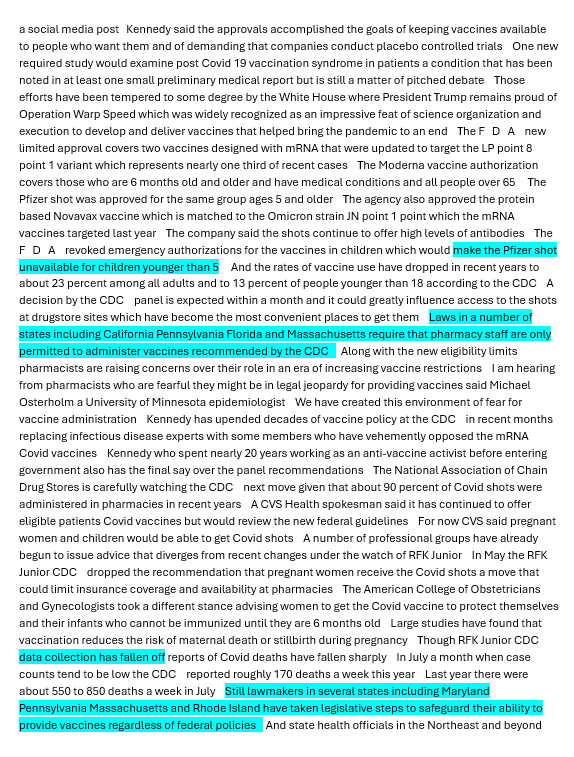 a social media post   Kennedy said the approvals accomplished the goals of keeping vaccines available
to people who want them and of demanding that companies conduct placebo controlled trials    One new
required study would examine post Covid 19 vaccination syndrome in patients a condition that has been
noted in at least one small preliminary medical report but is still a matter of pitched debate    Those
efforts have been tempered to some degree by the White House where President Trump remains proud of
Operation Warp Speed which was widely recognized as an impressive feat of science organization and
execution to develop and deliver vaccines that helped bring the pandemic to an end    The F   D   A   new
limited approval covers two vaccines designed with mRNA that were updated to target the LP point 8
point 1 variant which represents nearly one third of recent cases    The Moderna vaccine authorization
covers those who are 6 months old and older and have medical conditions and all people over 65    The
Pfizer shot was approved for the same group ages 5 and older    The agency also approved the protein
based Novavax vaccine which is matched to the Omicron strain JN point 1 point which the mRNA
vaccines targeted last year    The company said the shots continue to offer high levels of antibodies    The
F   D   A   revoked emergency authorizations for the vaccines in children which would make the Pfizer shot
unavailable for children younger than 5    And the rates of vaccine use have dropped in recent years to
about 23 percent among all adults and to 13 percent of people younger than 18 according to the CDC    A
decision by the CDC   panel is expected within a month and it could greatly influence access to the shots
at drugstore sites which have become the most convenient places to get them    Laws in a number of
states including California Pennsylvania Florida and Massachusetts require that pharmacy staff are only
permitted to administer vaccines recommended by the CDC    Along with the new eligibility limits
pharmacists are raising concerns over their role in an era of increasing vaccine restrictions    I am hearing
from pharmacists who are fearful they might be in legal jeopardy for providing vaccines said Michael
Osterholm a University of Minnesota epidemiologist    We have created this environment of fear for
vaccine administration    Kennedy has upended decades of vaccine policy at the CDC    in recent months
replacing infectious disease experts with some members who have vehemently opposed the mRNA
Covid vaccines    Kennedy who spent nearly 20 years working as an anti-vaccine activist before entering
government also has the final say over the panel recommendations    The National Association of Chain
Drug Stores is carefully watching the CDC    next move given that about 90 percent of Covid shots were
administered in pharmacies in recent years    A CVS Health spokesman said it has continued to offer
eligible patients Covid vaccines but would review the new federal guidelines    For now CVS said pregnant
women and children would be able to get Covid shots    A number of professional groups have already
begun to issue advice that diverges from recent changes under the watch of RFK Junior    In May the RFK
Junior CDC    dropped the recommendation that pregnant women receive the Covid shots a move that
could limit insurance coverage and availability at pharmacies    The American College of Obstetricians
and Gynecologists took a different stance advising women to get the Covid vaccine to protect themselves
and their infants who cannot be immunized until they are 6 months old    Large studies have found that
vaccination reduces the risk of maternal death or stillbirth during pregnancy    Though RFK Junior CDC
data collection has fallen off reports of Covid deaths have fallen sharply    In July a month when case
counts tend to be low the CDC    reported roughly 170 deaths a week this year    Last year there were
about 550 to 850 deaths a week in July    Still lawmakers in several states including Maryland
Pennsylvania Massachusetts and Rhode Island have taken legislative steps to safeguard their ability to
provide vaccines regardless of federal policies    And state health officials in the Northeast and beyond